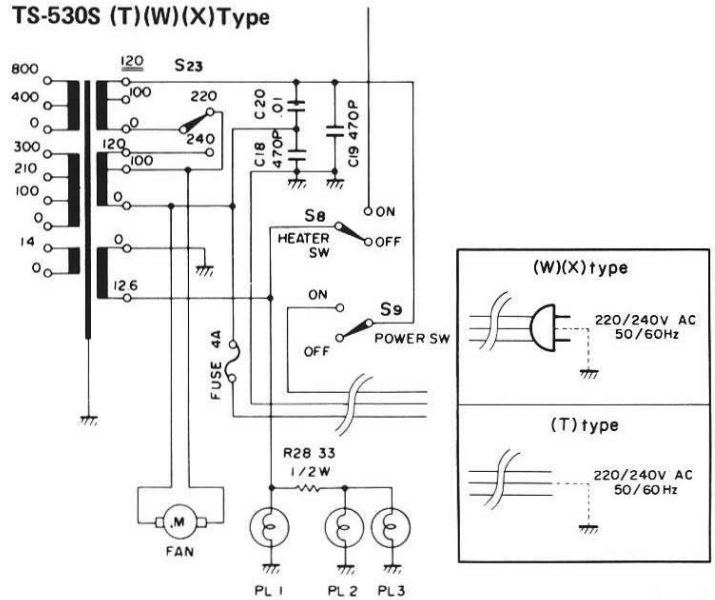 TS-530S (T)(W)(X)Type
800
400
0
300
210
100
0
14
0
120
100
0
120
100
0
0
12.6
S23
220
240
C20
.01
C18
470P
C19 470P
S8
HEATER
SW
ON
OFF
ON
S9
OFF
POWER SW
FUSE 4A
R28 33
1/2W
M
FAN
PL 1
PL 2
PL3
(W)(X)type
220/240V AC
50/60Hz
(T)type
220/240V AC
50/60Hz